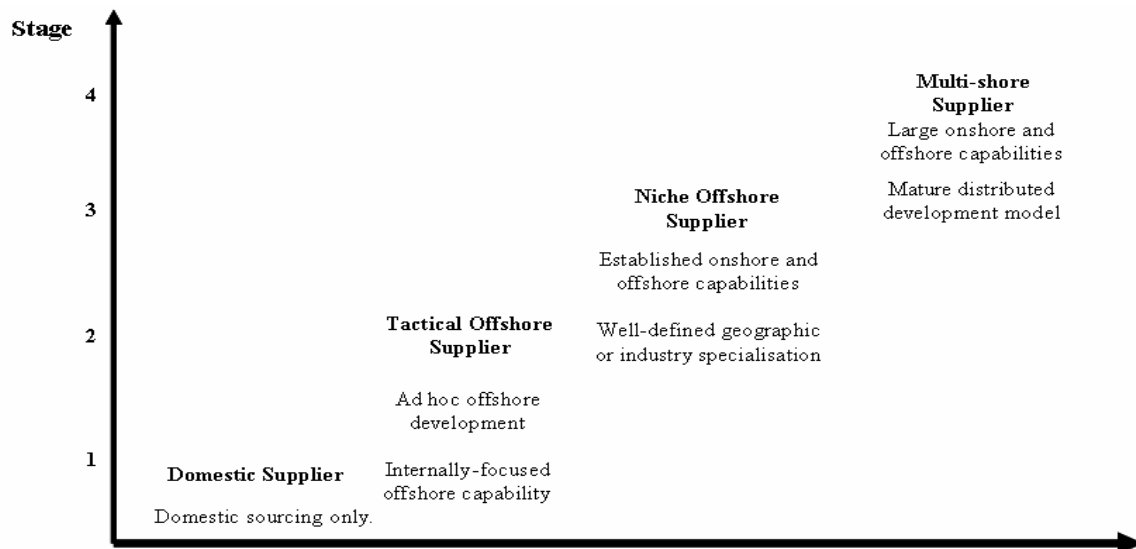 Stage
4
Multi-shore
Supplier
Large onshore and
offshore capabilities
Mature distributed
development model
3
Niche Offshore
Supplier
Established onshore and
offshore capabilities
Well-defined geographic
or industry specialisation
2
Tactical Offshore
Supplier
Ad hoc offshore
development
Internally-focused
offshore capability
1
Domestic Supplier
Domestic sourcing only.